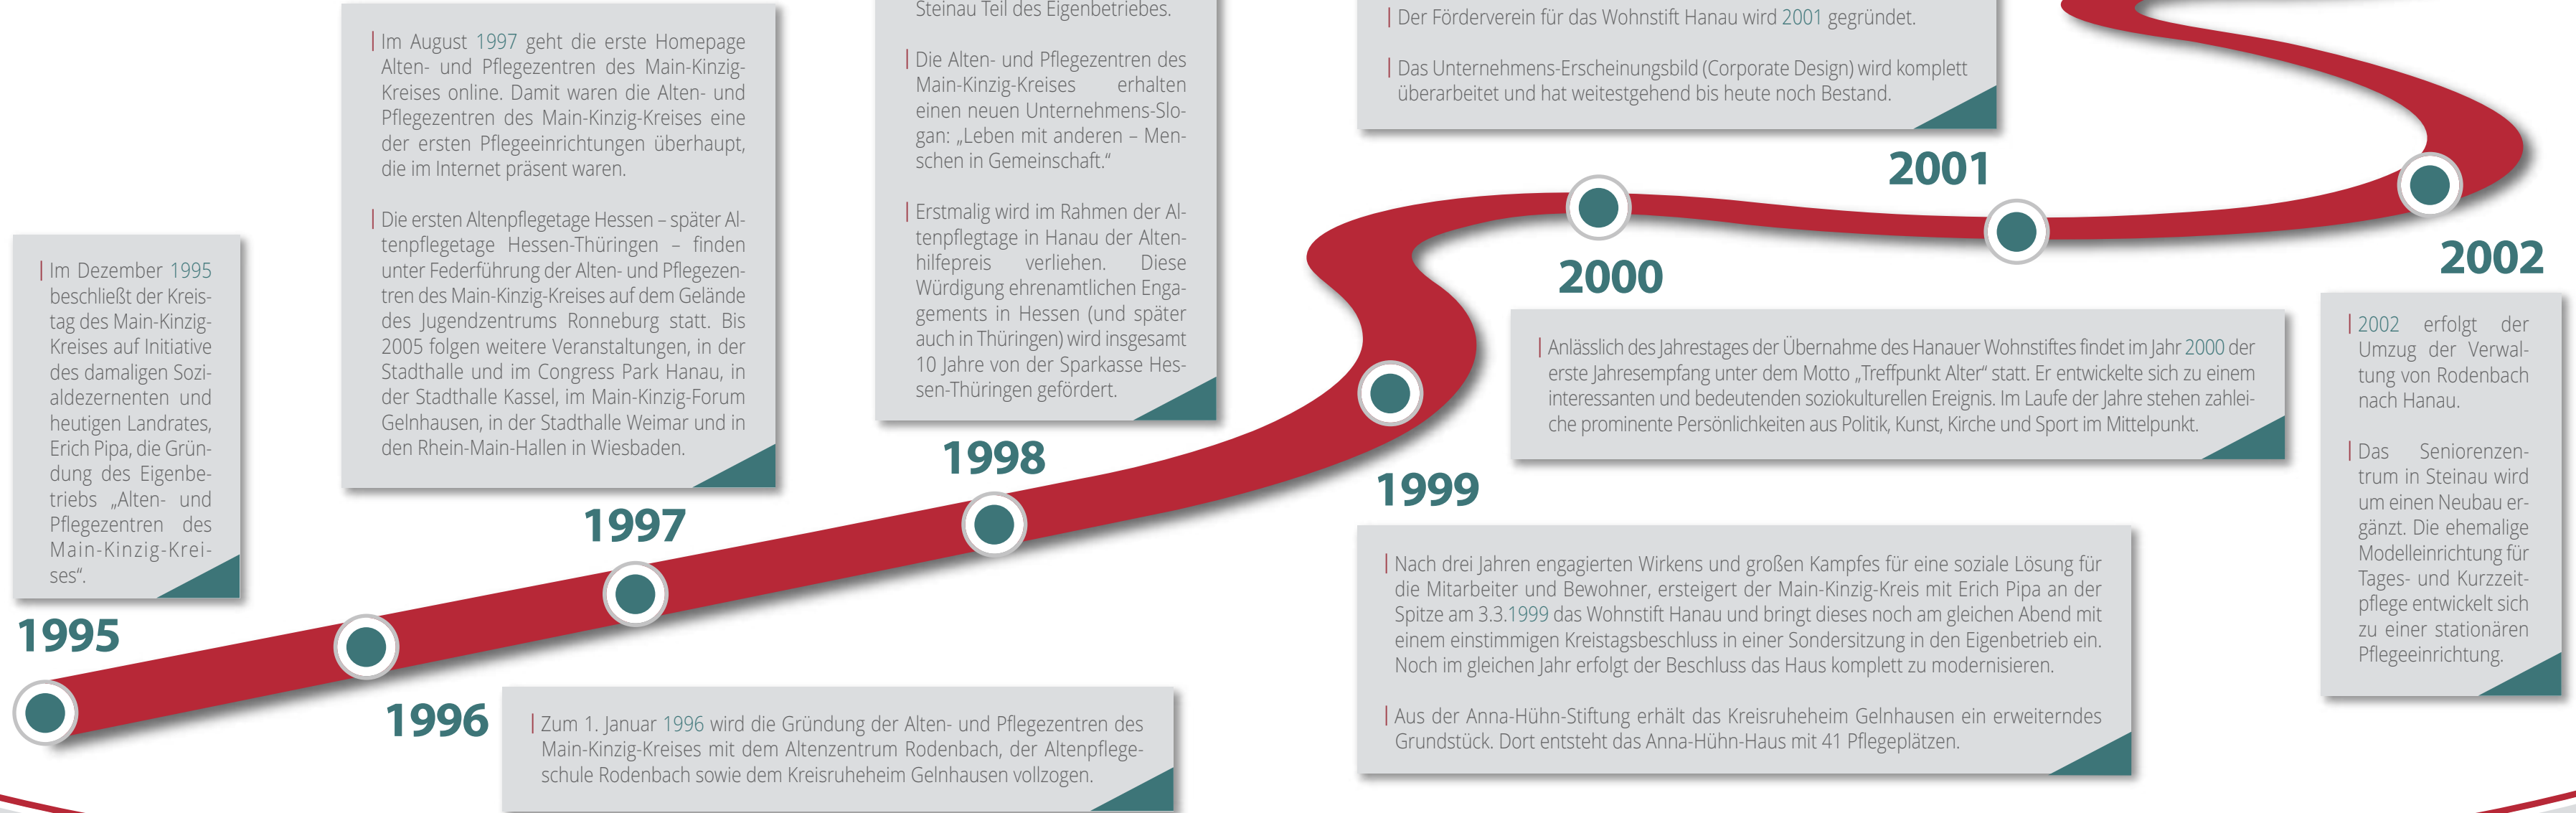 Im Dezember 1995
beschließt der Kreis-
tag des Main-Kinzig-
Kreises auf Initiative
des damaligen Sozi-
aldezernenten und
heutigen Landrates,
Erich Pipa, die Grün-
dung des Eigenbe-
triebs „Alten- und
Pflegezentren des
Main-Kinzig-Krei-
ses“.
1995
1996
Zum 1. Januar 1996 wird die Gründung der Alten- und Pflegezentren des
Main-Kinzig-Kreises mit dem Altenzentrum Rodenbach, der Altenpflege-
schule Rodenbach sowie dem Kreisruheheim Gelnhausen vollzogen.
Im August 1997 geht die erste Homepage
Alten- und Pflegezentren des Main-Kinzig-
Kreises online. Damit waren die Alten- und
Pflegezentren des Main-Kinzig-Kreises eine
der ersten Pflegeeinrichtungen überhaupt,
die im Internet präsent waren.
Die ersten Altenpflegetage Hessen – später Al-
tenpflegetage Hessen-Thüringen – finden
unter Federführung der Alten- und Pflegezen-
tren des Main-Kinzig-Kreises auf dem Gelände
des Jugendzentrums Ronneburg statt. Bis
2005 folgen weitere Veranstaltungen, in der
Stadthalle und im Congress Park Hanau, in
der Stadthalle Kassel, im Main-Kinzig-Forum
Gelnhausen, in der Stadthalle Weimar und in
den Rhein-Main-Hallen in Wiesbaden.
1997
Steinau Teil des Eigenbetriebes.
Die Alten- und Pflegezentren des
Main-Kinzig-Kreises erhalten
einen neuen Unternehmens-Slo-
gan: „Leben mit anderen – Men-
schen in Gemeinschaft.“
Erstmalig wird im Rahmen der Al-
tenpflegtage in Hanau der Alten-
hilfepreis verliehen. Diese
Würdigung ehrenamtlichen Enga-
gements in Hessen (und später
auch in Thüringen) wird insgesamt
10 Jahre von der Sparkasse Hes-
sen-Thüringen gefördert.
1998
1999
Nach drei Jahren engagierten Wirkens und großen Kampfes für eine soziale Lösung für
die Mitarbeiter und Bewohner, ersteigert der Main-Kinzig-Kreis mit Erich Pipa an der
Spitze am 3.3.1999 das Wohnstift Hanau und bringt dieses noch am gleichen Abend mit
einem einstimmigen Kreistagsbeschluss in einer Sondersitzung in den Eigenbetrieb ein.
Noch im gleichen Jahr erfolgt der Beschluss das Haus komplett zu modernisieren.
Aus der Anna-Hühn-Stiftung erhält das Kreisruheheim Gelnhausen ein erweiterndes
Grundstück. Dort entsteht das Anna-Hühn-Haus mit 41 Pflegeplätzen.
2000
Anlässlich des Jahrestages der Übernahme des Hanauer Wohnstiftes findet im Jahr 2000 der
erste Jahresempfang unter dem Motto „Treffpunkt Alter“ statt. Er entwickelte sich zu einem
interessanten und bedeutenden soziokulturellen Ereignis. Im Laufe der Jahre stehen zahlei-
che prominente Persönlichkeiten aus Politik, Kunst, Kirche und Sport im Mittelpunkt.
Der Förderverein für das Wohnstift Hanau wird 2001 gegründet.
Das Unternehmens-Erscheinungsbild (Corporate Design) wird komplett
überarbeitet und hat weitestgehend bis heute noch Bestand.
2001
2002
2002 erfolgt der
Umzug der Verwal-
tung von Rodenbach
nach Hanau.
Das Seniorenzen-
trum in Steinau wird
um einen Neubau er-
gänzt. Die ehemalige
Modelleinrichtung für
Tages- und Kurzzeit-
pflege entwickelt sich
zu einer stationären
Pflegeeinrichtung.